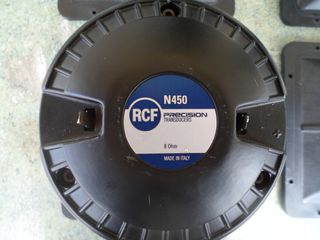 N450
RCF PRECISION
TRANSDUCERS
8 Ohm
MADE IN ITALY